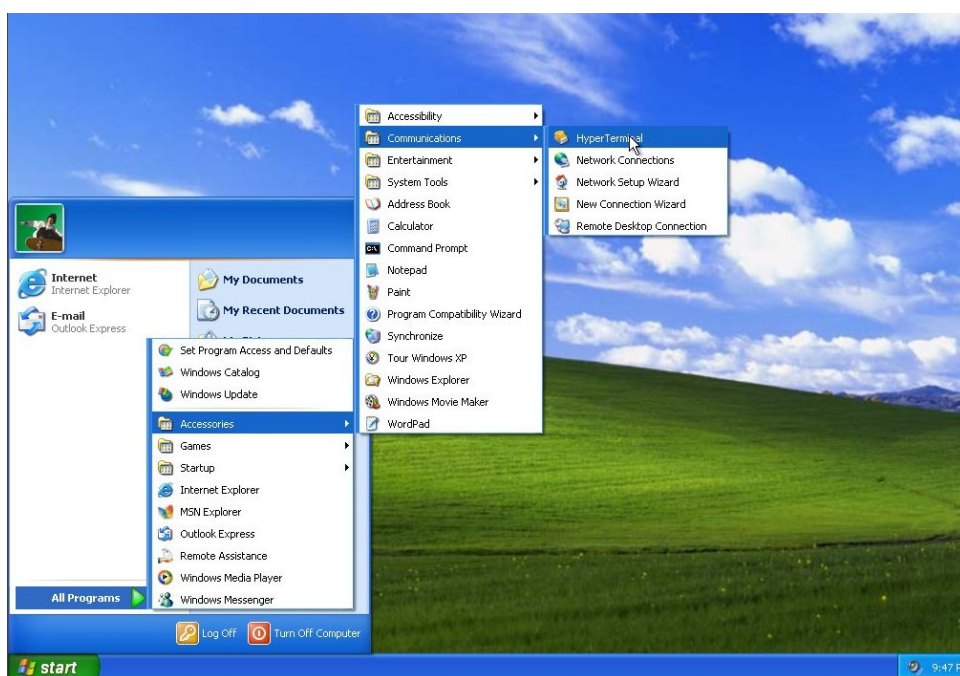 Internet
Internet Explorer
E-mail
Outlook Express
My Documents
My Recent Documents
All Programs
Set Program Access and Defaults
Windows Catalog
Windows Update
Accessories
Games
Startup
Internet Explorer
MSN Explorer
Outlook Express
Remote Assistance
Windows Media Player
Windows Messenger
Accessibility
Communications
Entertainment
System Tools
Address Book
Calculator
Command Prompt
Notepad
Paint
Program Compatibility Wizard
Synchronize
Tour Windows XP
Windows Explorer
Windows Movie Maker
WordPad
HyperTerminal
Network Connections
Network Setup Wizard
New Connection Wizard
Remote Desktop Connection
Log Off
Turn Off Computer
start
9:47